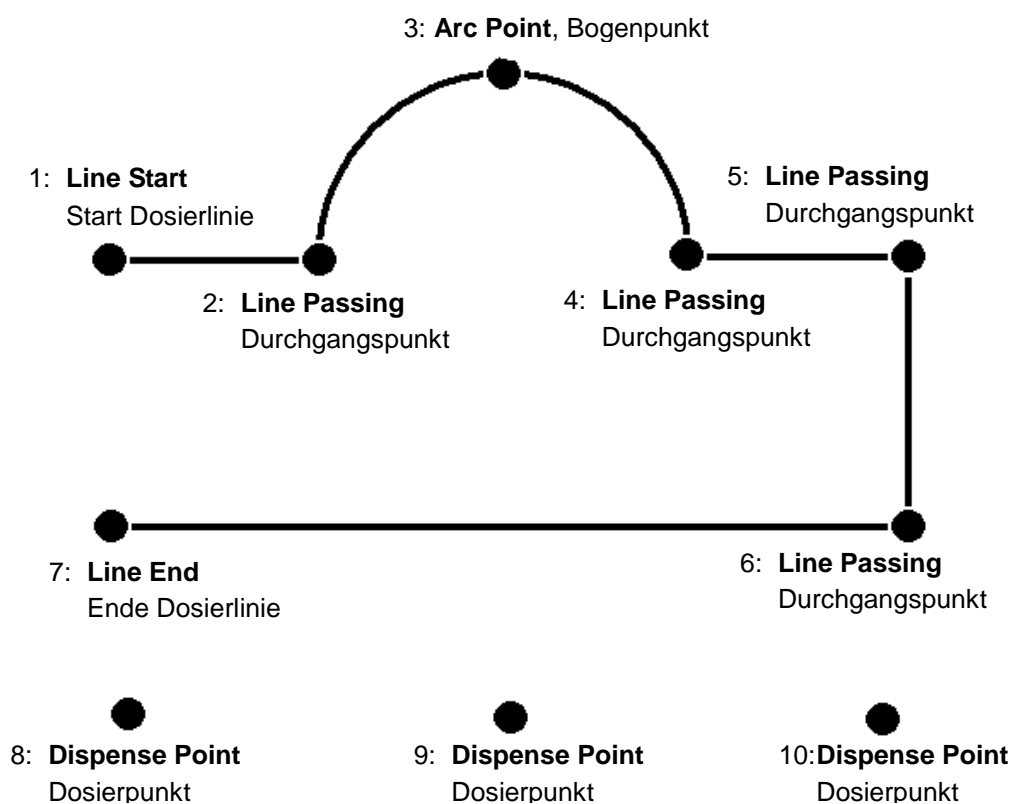 3: Arc Point, Bogenpunkt
1: Line Start
Start Dosierlinie
5: Line Passing
Durchgangspunkt
2: Line Passing
Durchgangspunkt
4: Line Passing
Durchgangspunkt
7: Line End
Ende Dosierlinie
6: Line Passing
Durchgangspunkt
8: Dispense Point
Dosierpunkt
9: Dispense Point
Dosierpunkt
10:Dispense Point
Dosierpunkt